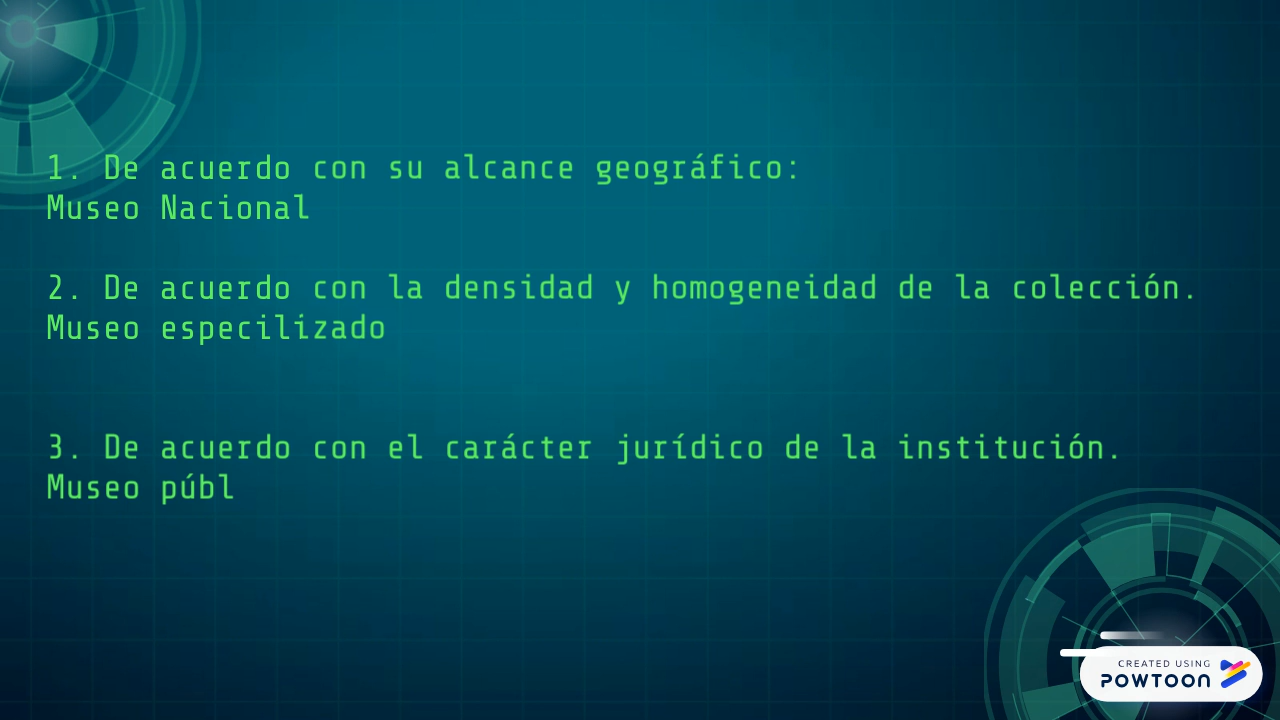 1. De acuerdo con su alcance geográfico:
Museo Nacional
2. De acuerdo con la densidad y homogeneidad de la colección.
Museo especilizado
3. De acuerdo con el carácter jurídico de la institución.
Museo públ
CREATED USING
POWTOON